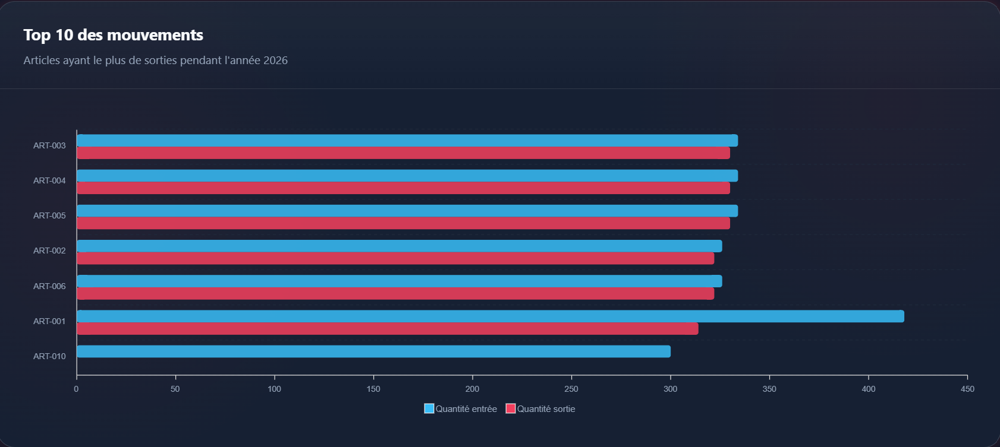 Top 10 des mouvements
Articles ayant le plus de sorties pendant l'année 2026
ART-003
ART-004
ART-005
ART-002
ART-006
ART-001
ART-010
0 50 100 150 200 250 300 350 400 450
Quantité entrée Quantité sortie